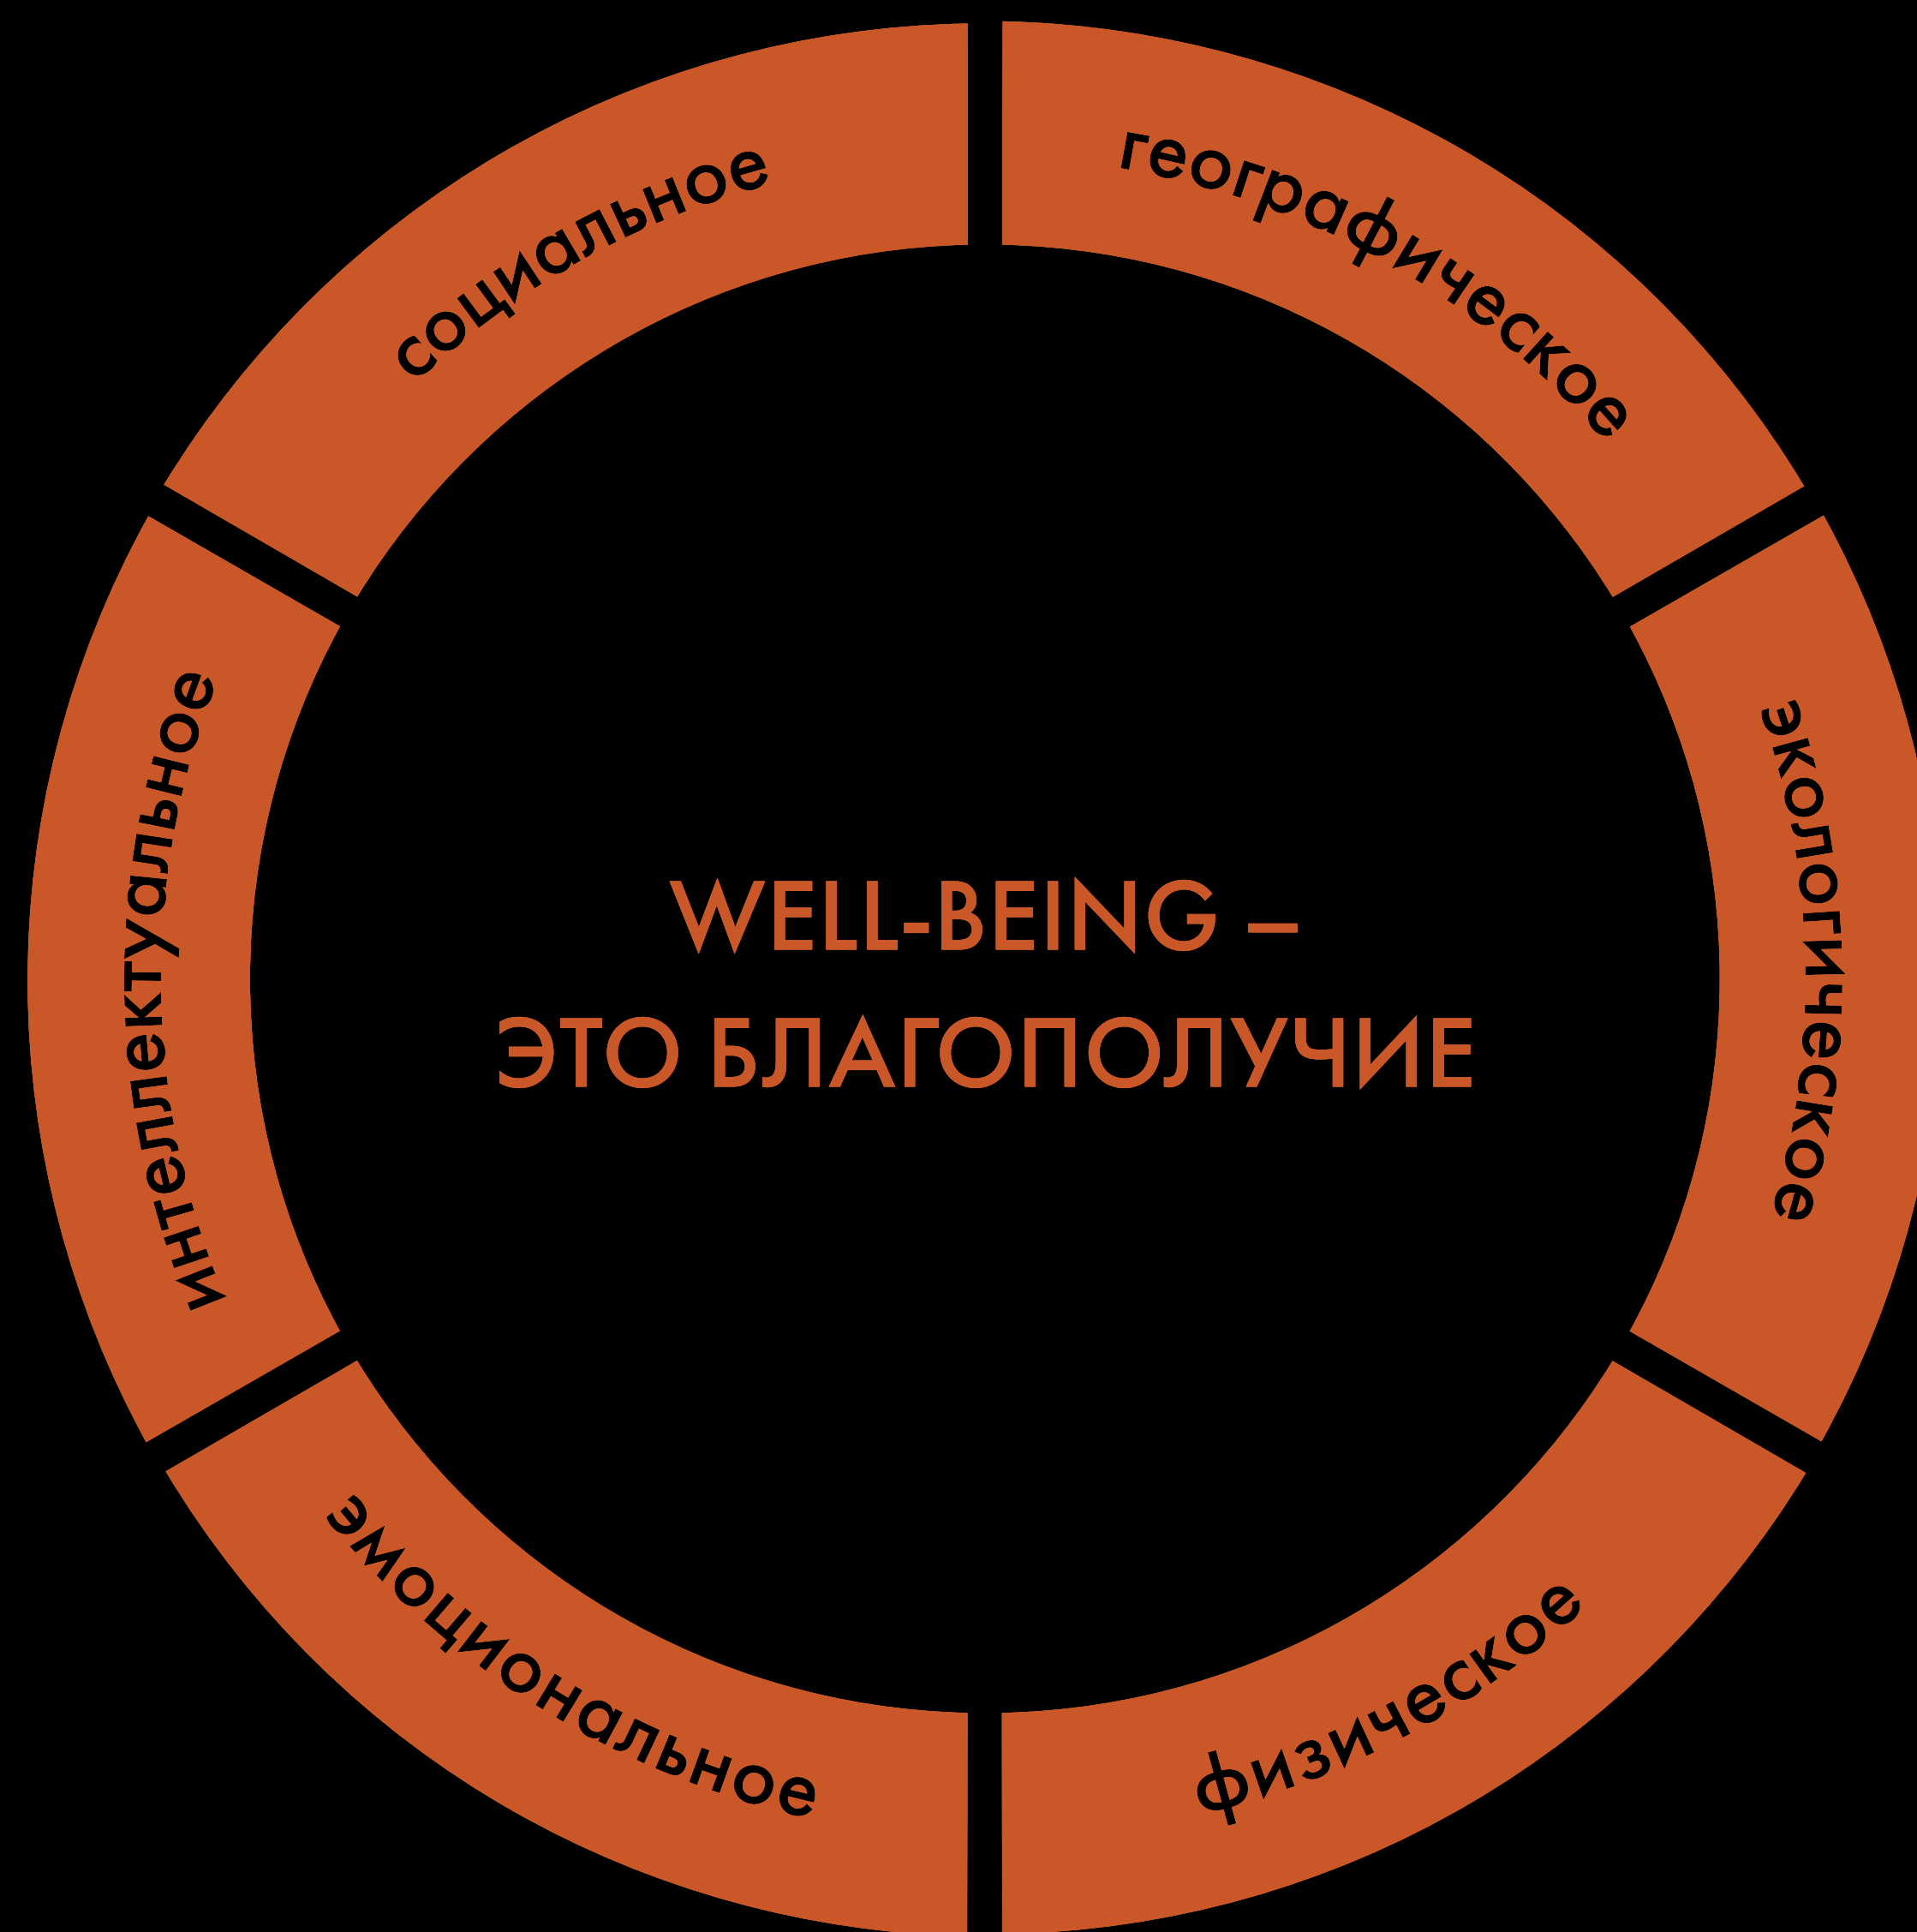 социальное
географическое
экологическое
физическое
эмоциональное
интеллектуальное
WELL-BEING –
ЭТО БЛАГОПОЛУЧИЕ